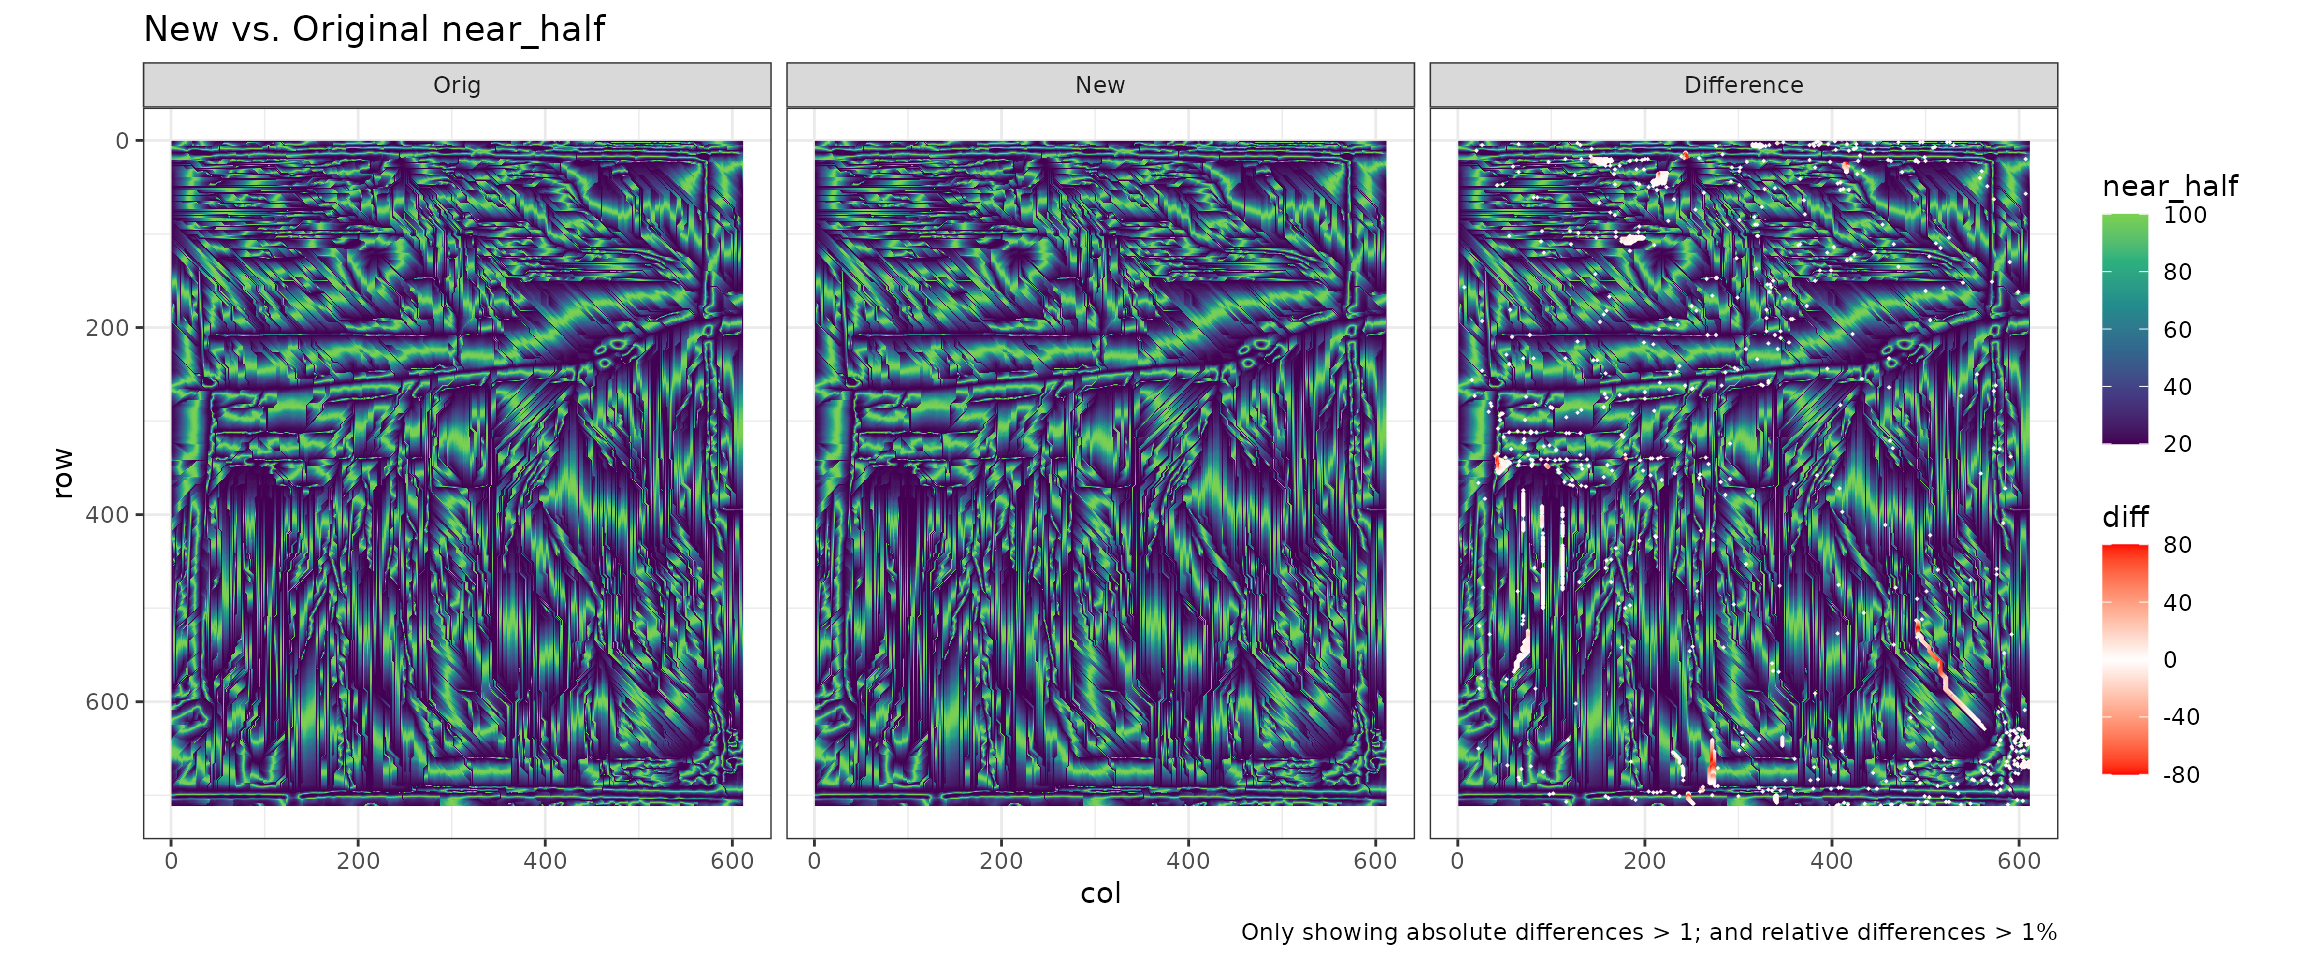 New vs. Original near_half
Orig
New
Difference
0
200
400
600
row
0
200
400
600
0
200
400
600
0
200
400
600
col
near_half
100
80
60
40
20
diff
80
40
0
-40
-80
Only showing absolute differences > 1; and relative differences > 1%